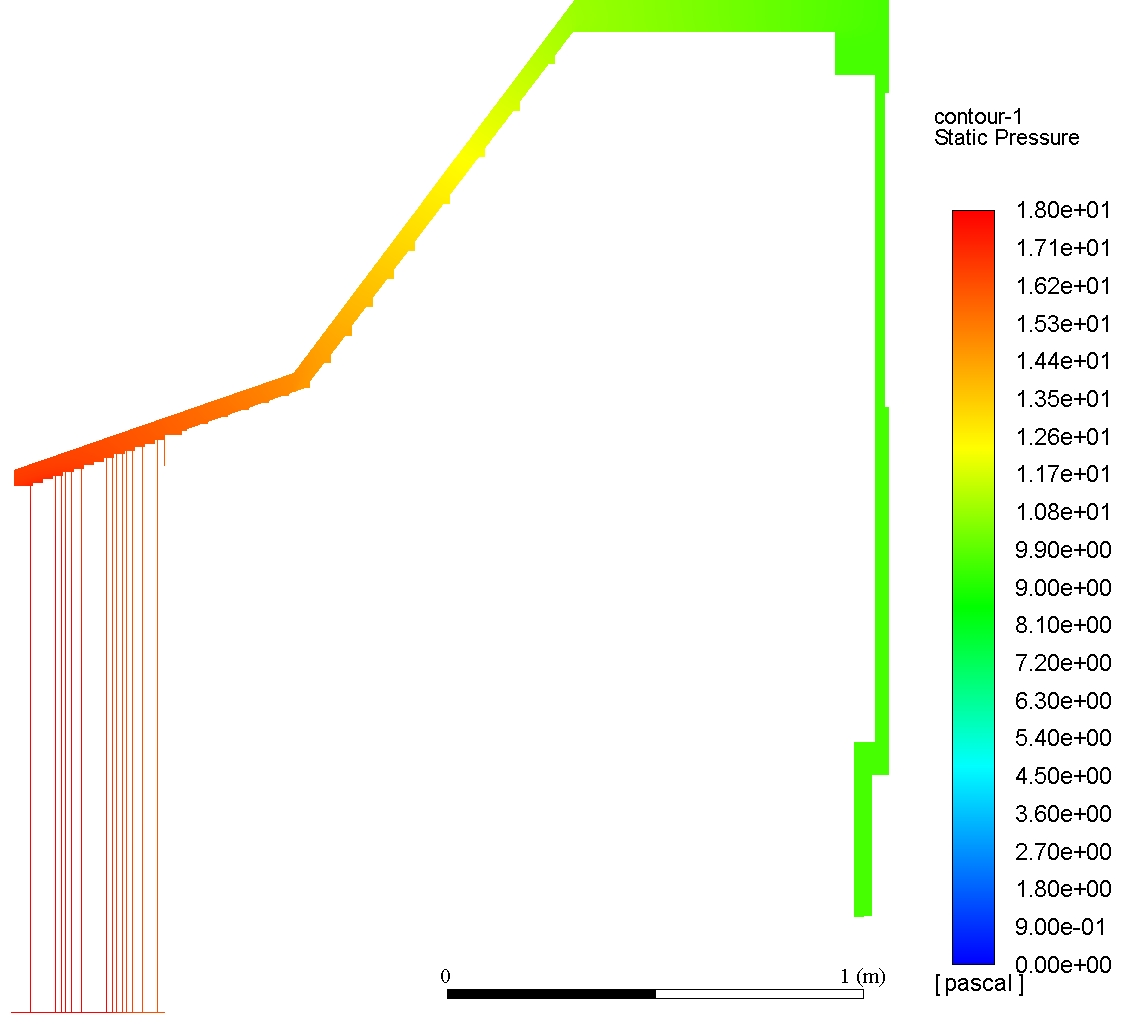 contour-1
Static Pressure
1.80e+01
1.71e+01
1.62e+01
1.53e+01
1.44e+01
1.35e+01
1.26e+01
1.17e+01
1.08e+01
9.90e+00
9.00e+00
8.10e+00
7.20e+00
6.30e+00
5.40e+00
4.50e+00
3.60e+00
2.70e+00
1.80e+00
9.00e-01
0.00e+00
[ pascal ]
0 1 (m)